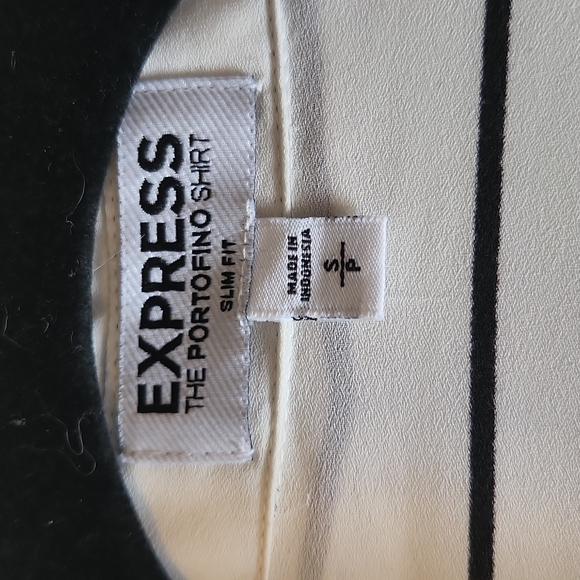 EXPRESS
THE PORTOFINO SHIRT
SLIM FIT
MADE IN
INDONESIA
S
P